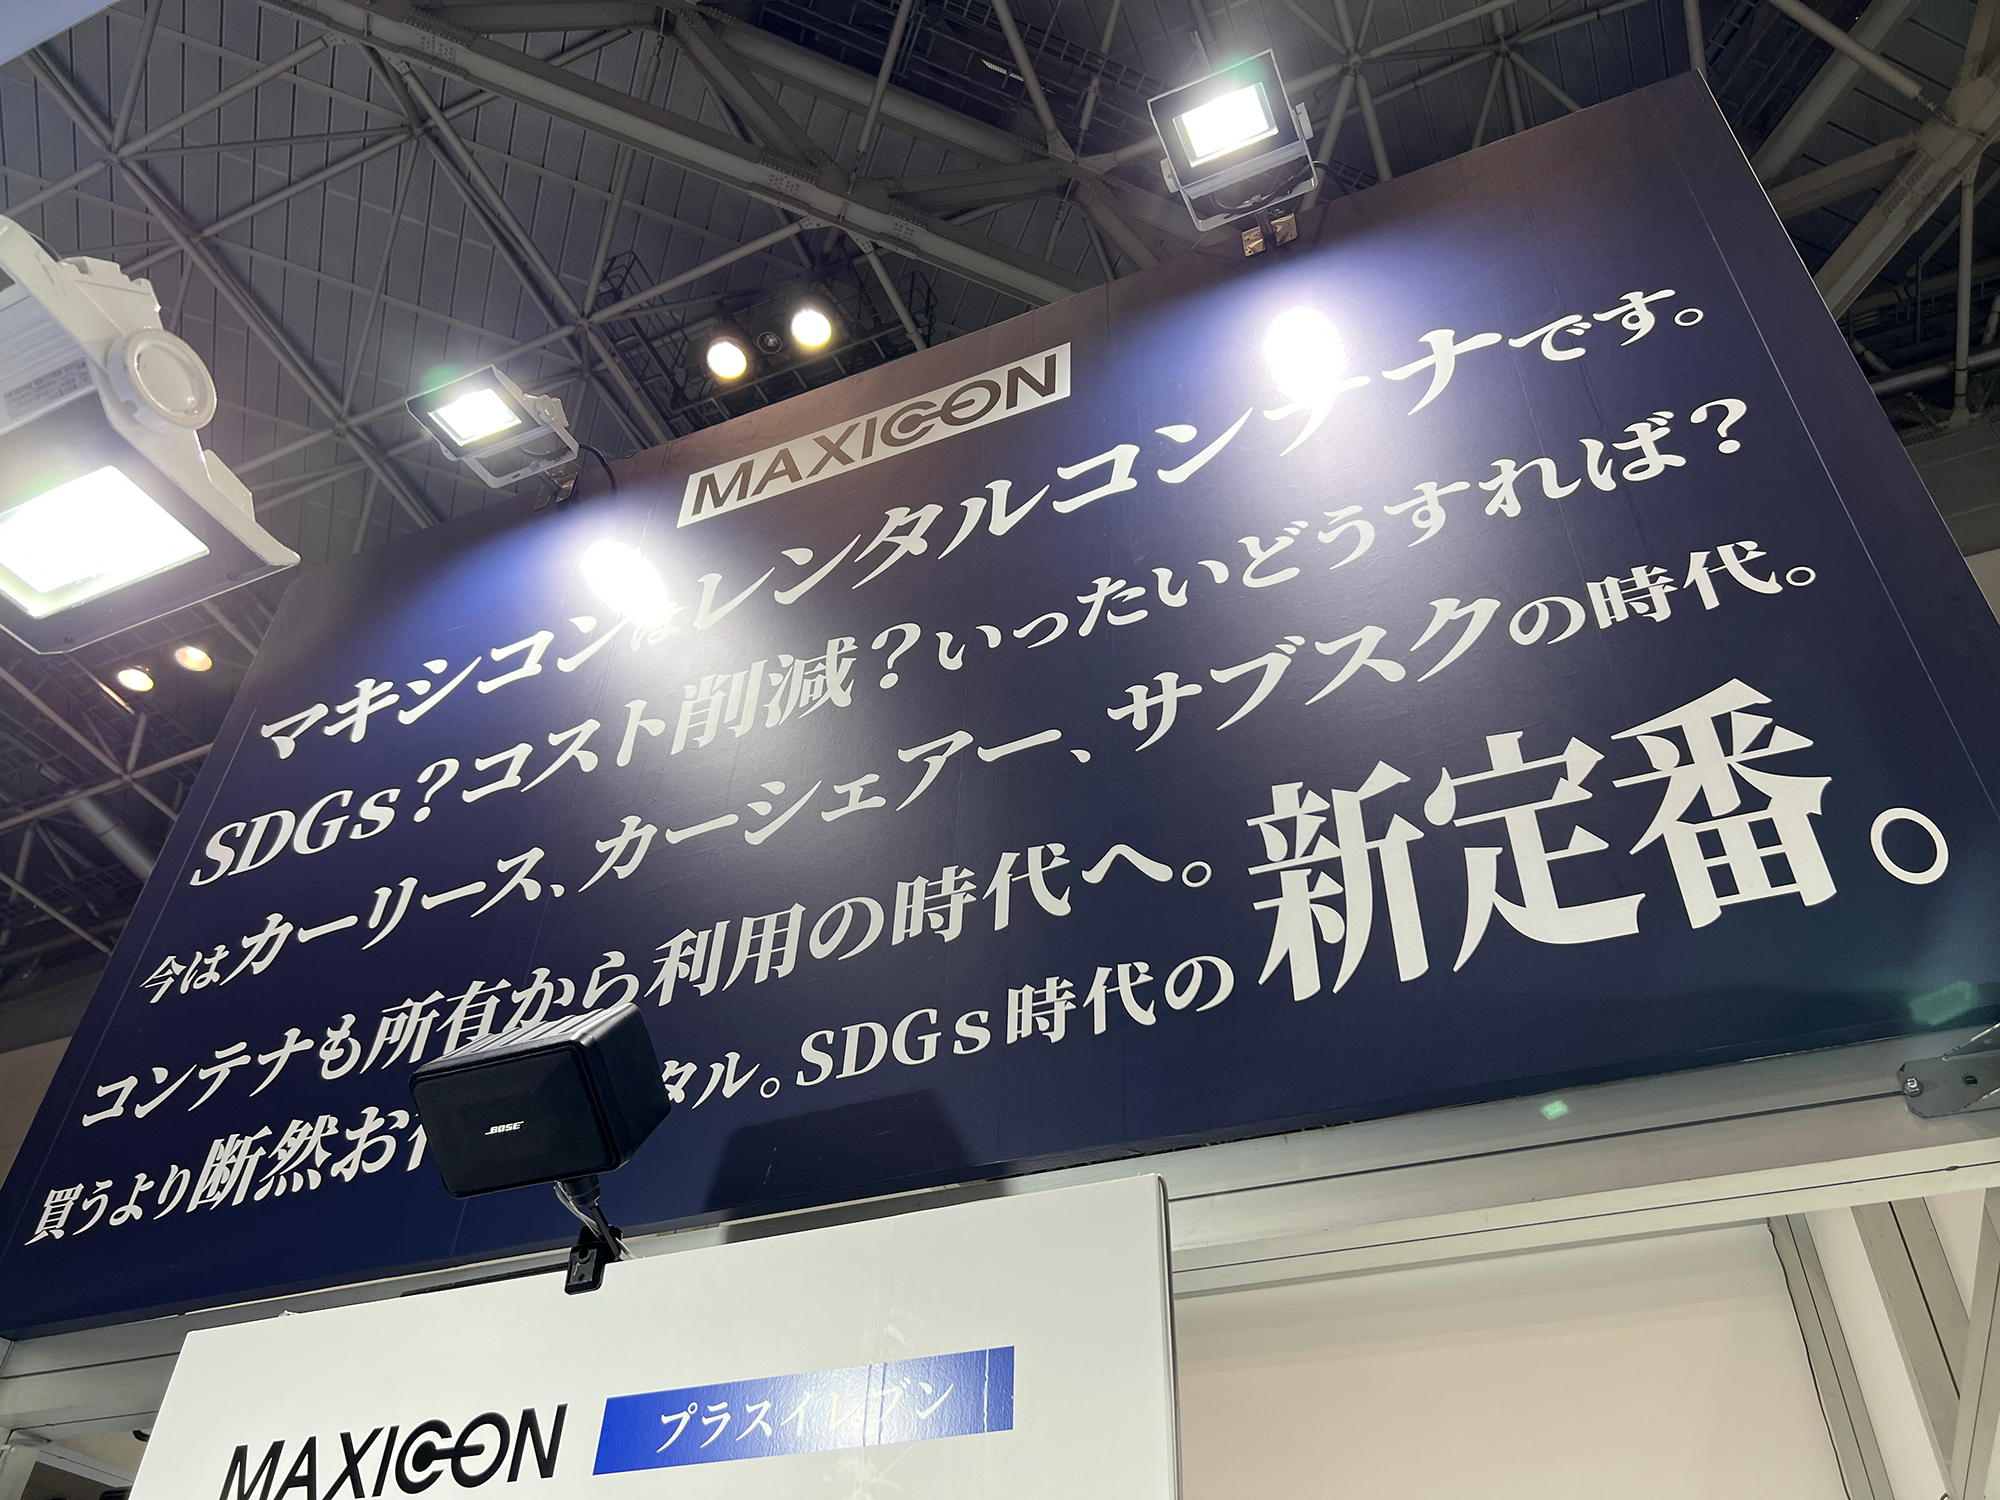 MAXICON
マキシコンはレンタルコンテナです。
SDGs?コスト削減?いったいどうすれば?
今はカーリース、カーシェアー、サブスクの時代。
コンテナも所有から利用の時代へ。
買うより断然お タル。SDGs時代の新定番。
BOSE
MAXICON プラスイレブン